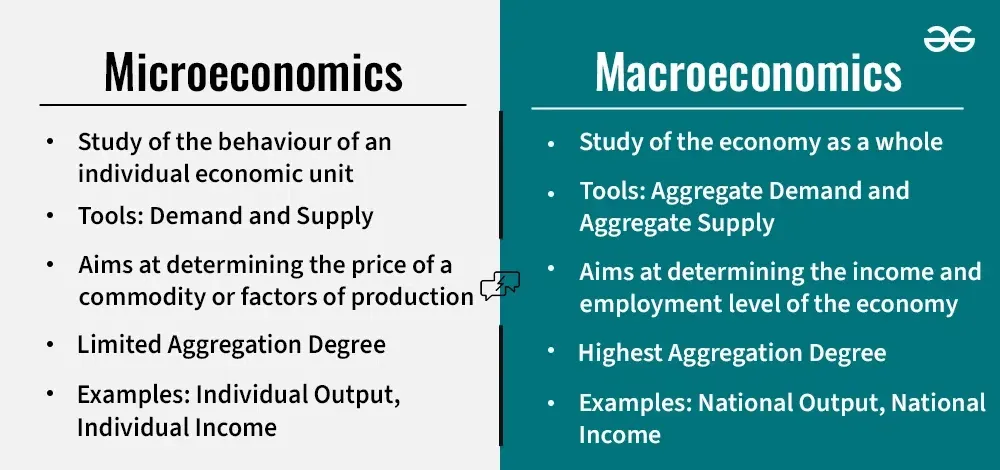 Microeconomics
• Study of the behaviour of an
individual economic unit
• Tools: Demand and Supply
• Aims at determining the price of a
commodity or factors of production
• Limited Aggregation Degree
• Examples: Individual Output,
Individual Income
Macroeconomics
• Study of the economy as a whole
• Tools: Aggregate Demand and
Aggregate Supply
• Aims at determining the income and
employment level of the economy
• Highest Aggregation Degree
• Examples: National Output, National
Income